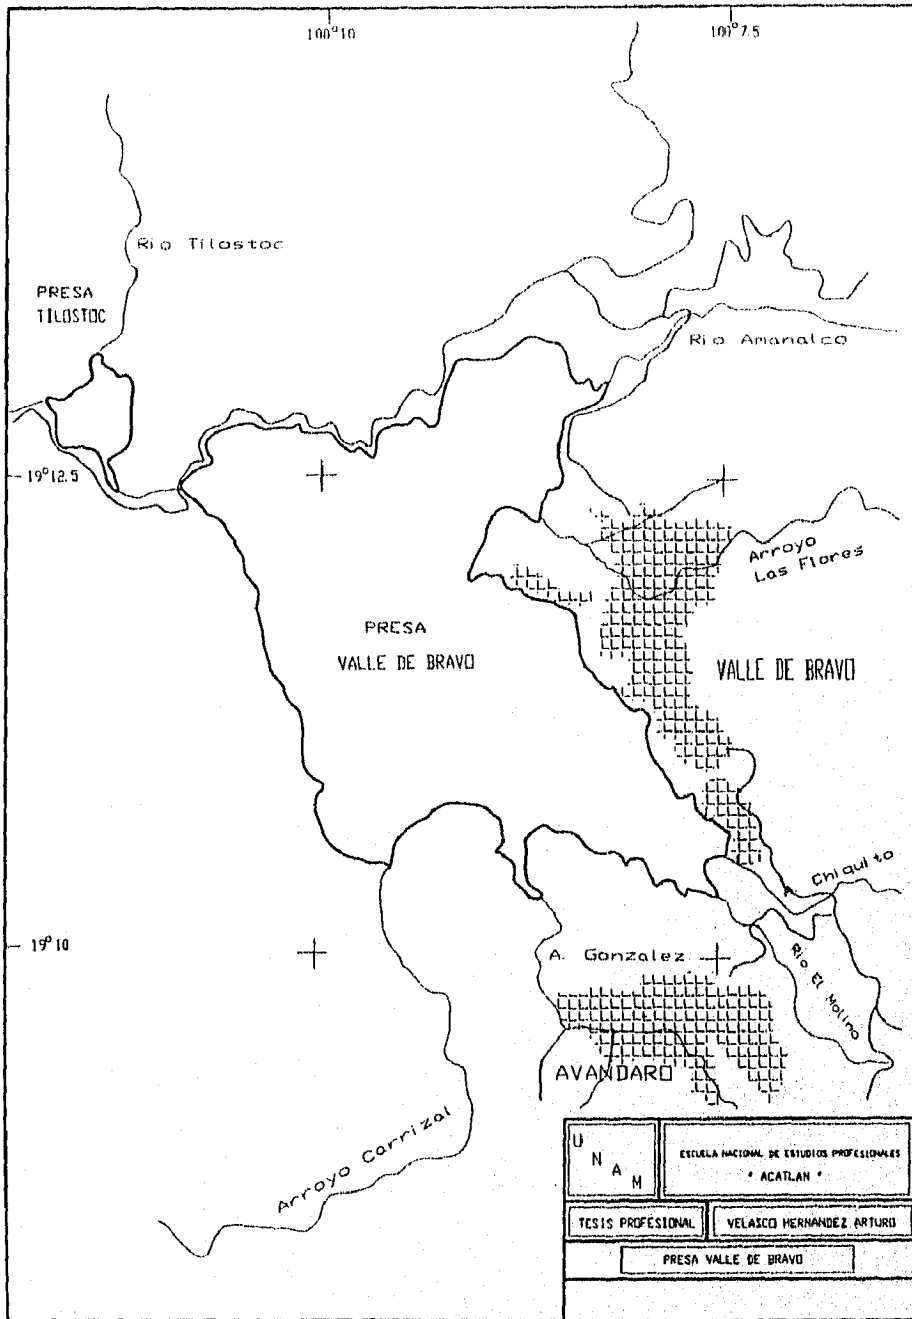 100°10
100°7.5
Rio Tilostoc
PRESA
TILOSTOC
Rio Amanalco
19°12.5
Arroyo
Las Flores
PRESA
VALLE DE BRAVO
VALLE DE BRAVO
Chiquito
19°10
A. Gonzalez
Rio El Molino
AVANDARO
Arroyo Carrizal
U N A M
ESCUELA NACIONAL DE ESTUDIOS PROFESIONALES
" ACATLAN "
TESIS PROFESIONAL
VELASCO HERNANDEZ ARTURO
PRESA VALLE DE BRAVO